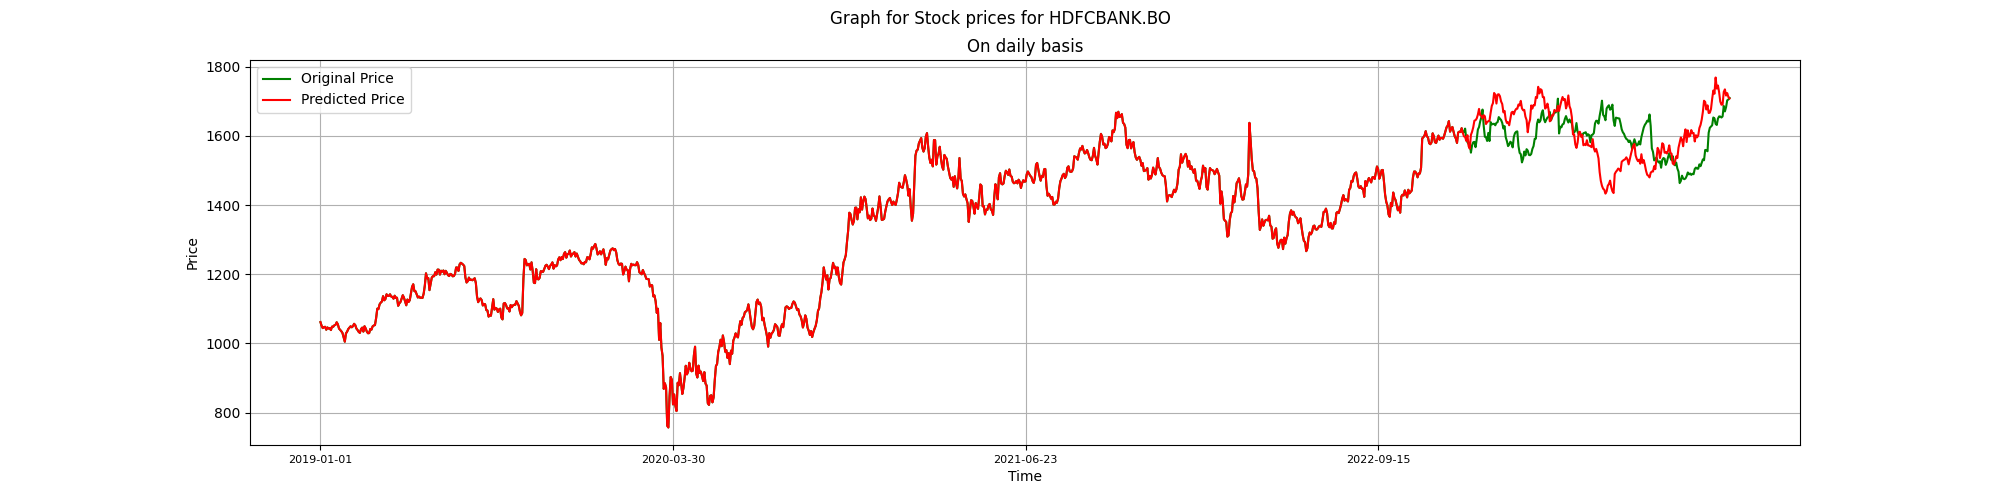 Graph for Stock prices for HDFCBANK.BO
On daily basis
Original Price
Predicted Price
Price
1800
1600
1400
1200
1000
800
2019-01-01
2020-03-30
2021-06-23
2022-09-15
Time